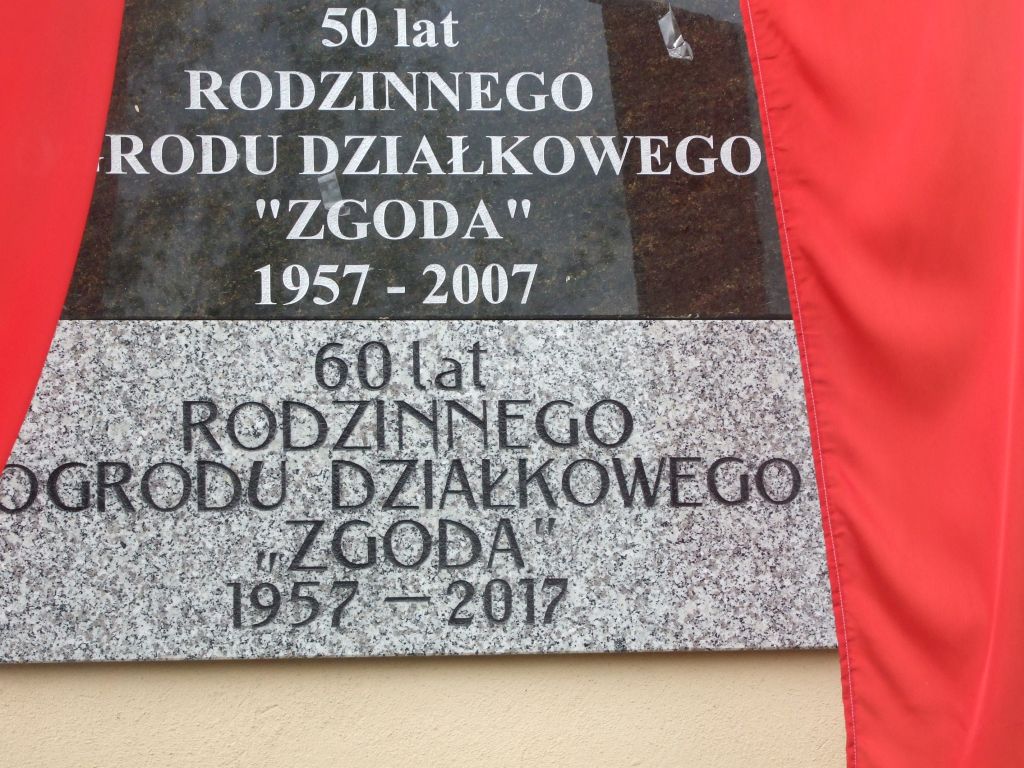 50 lat
RODZINNEGO
GRODU DZIAŁKOWEGO
"ZGODA"
1957 - 2007
60 lat
RODZINNEGO
OGRODU DZIAŁKOWEGO
„ZGODA"
1957 – 2017